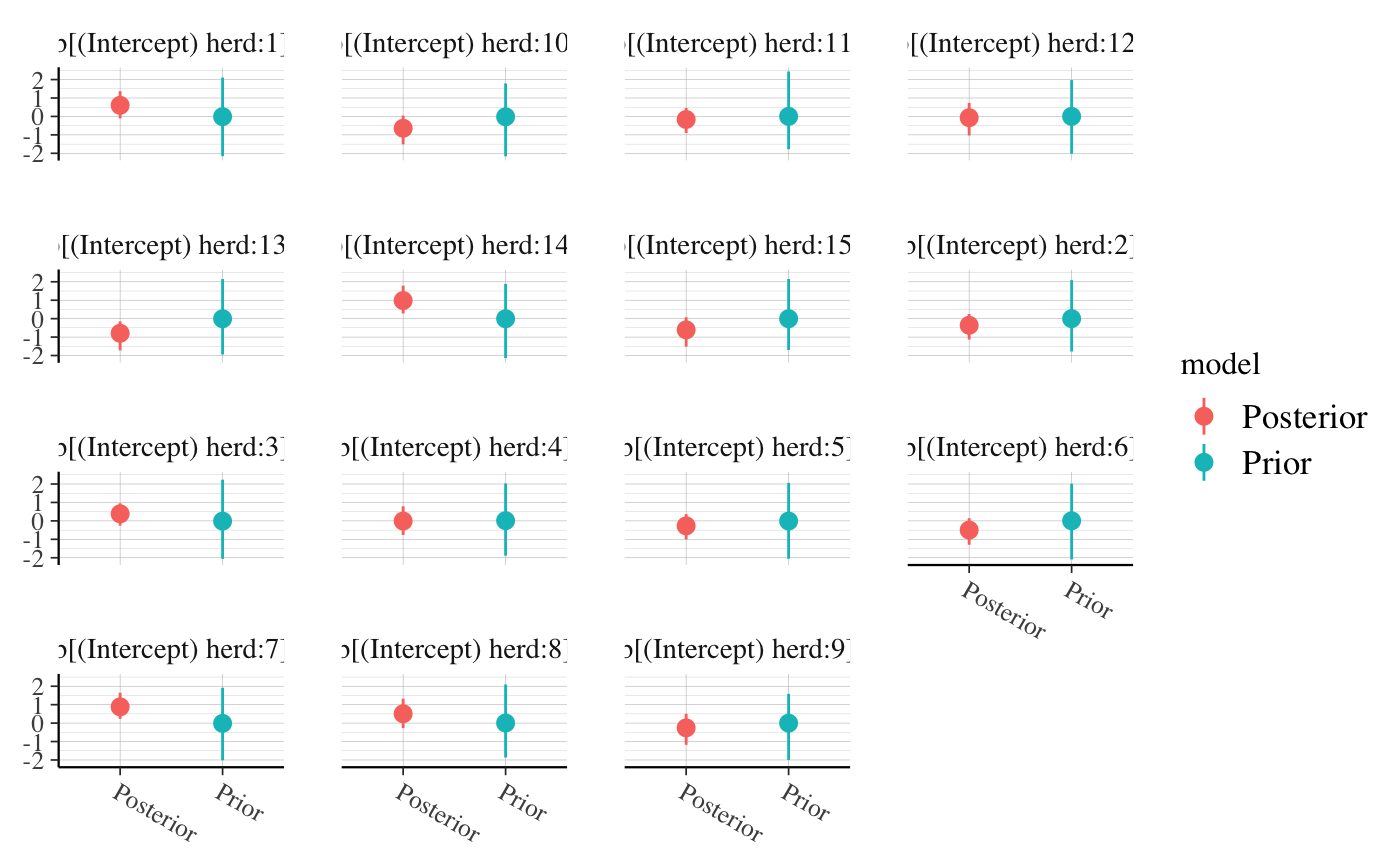 b[(Intercept) herd:1]
b[(Intercept) herd:10
b[(Intercept) herd:11
b[(Intercept) herd:12
2
1
0
-1
-2
b[(Intercept) herd:13
b[(Intercept) herd:14
b[(Intercept) herd:15
b[(Intercept) herd:2]
2
1
0
-1
-2
model
Posterior
Prior
b[(Intercept) herd:3]
b[(Intercept) herd:4]
b[(Intercept) herd:5]
b[(Intercept) herd:6]
2
1
0
-1
-2
Posterior
Prior
b[(Intercept) herd:7]
b[(Intercept) herd:8]
b[(Intercept) herd:9]
2
1
0
-1
-2
Posterior
Prior
Posterior
Prior
Posterior
Prior